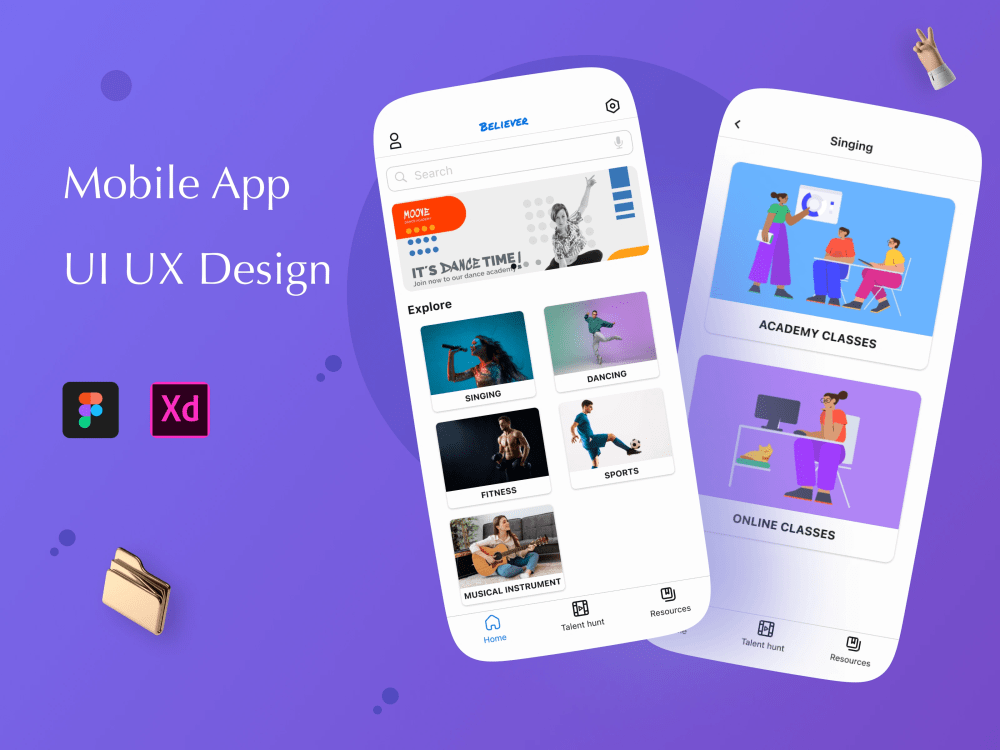 Mobile App
UI UX Design
Xd
BELIEVER
Search
MOOVE
IT'S DANCE TIME!
Join now to our dance academy
Explore
SINGING
DANCING
FITNESS
SPORTS
MUSICAL INSTRUMENT
Home
Talent hunt
Resources
Singing
ACADEMY CLASSES
ONLINE CLASSES
Talent hunt
Resources